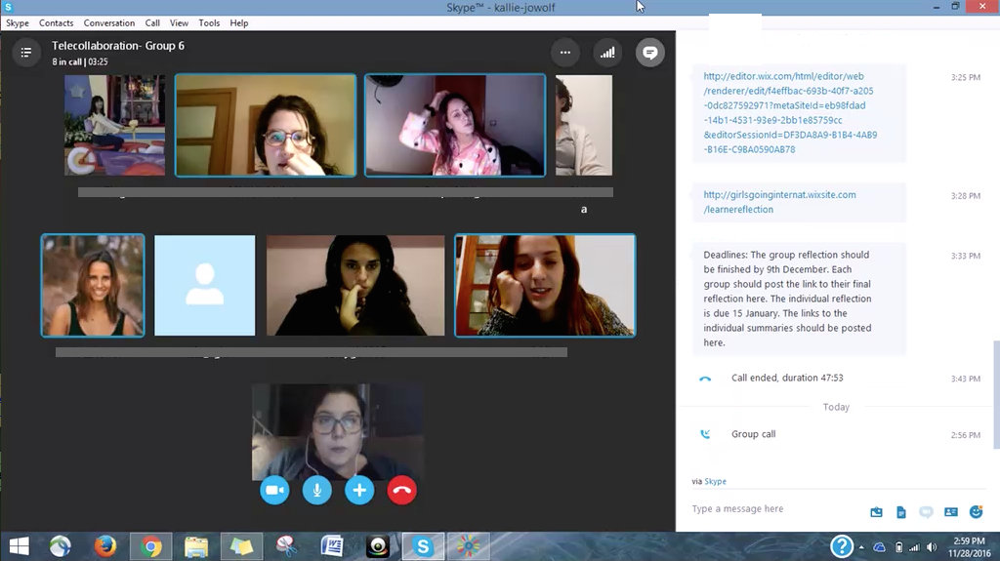 Skype™ - kallie-jowolf
Skype Contacts Conversation Call View Tools Help
Telecollaboration- Group 6
8 in call | 03:25
a
http://editor.wix.com/html/editor/web
/renderer/edit/f4effbac-693b-40f7-a205
-0dc827592971?metaSiteId=eb98fdad
-14b1-4531-93e9-2bb1e85759cc
&editorSessionId=DF3DA8A9-B1B4-4AB9
-B16E-C9BA0590AB78
3:25 PM
http://girlsgoinginternat.wixsite.com
/learnereflection
3:28 PM
Deadlines: The group reflection should
be finished by 9th December. Each
group should post the link to their final
reflection here. The individual reflection
is due 15 January. The links to the
individual summaries should be posted
here.
3:33 PM
Call ended, duration 47:53
3:43 PM
Today
Group call
2:56 PM
via Skype
Type a message here
2:59 PM
11/28/2016